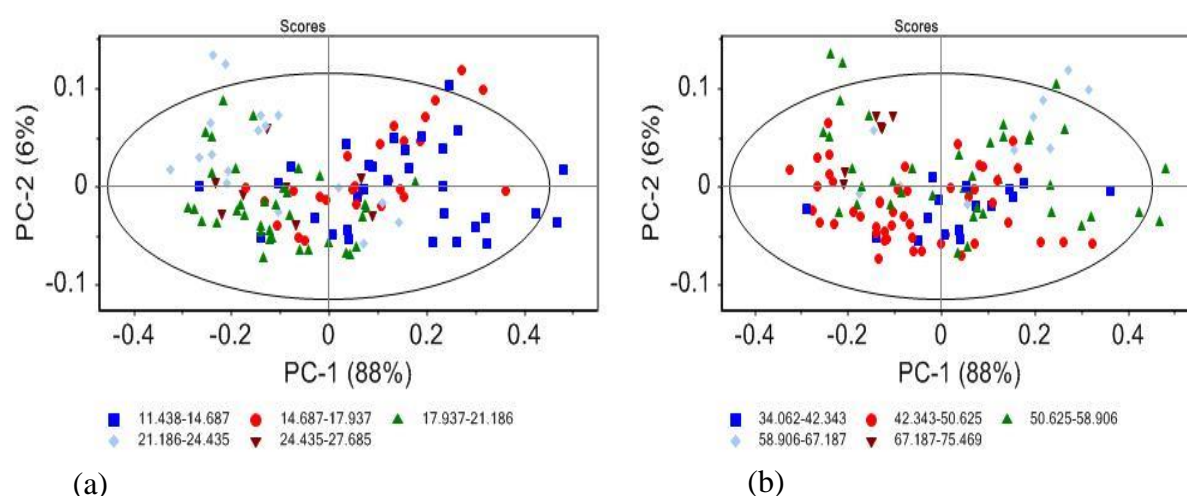 Scores
PC-2 (6%)
0.1
0
-0.1
-0.4 -0.2 0 0.2 0.4
PC-1 (88%)
11.438-14.687 14.687-17.937 17.937-21.186
21.186-24.435 24.435-27.685
(a)
Scores
PC-2 (6%)
0.1
0
-0.1
-0.4 -0.2 0 0.2 0.4
PC-1 (88%)
34.062-42.343 42.343-50.625 50.625-58.906
58.906-67.187 67.187-75.469
(b)